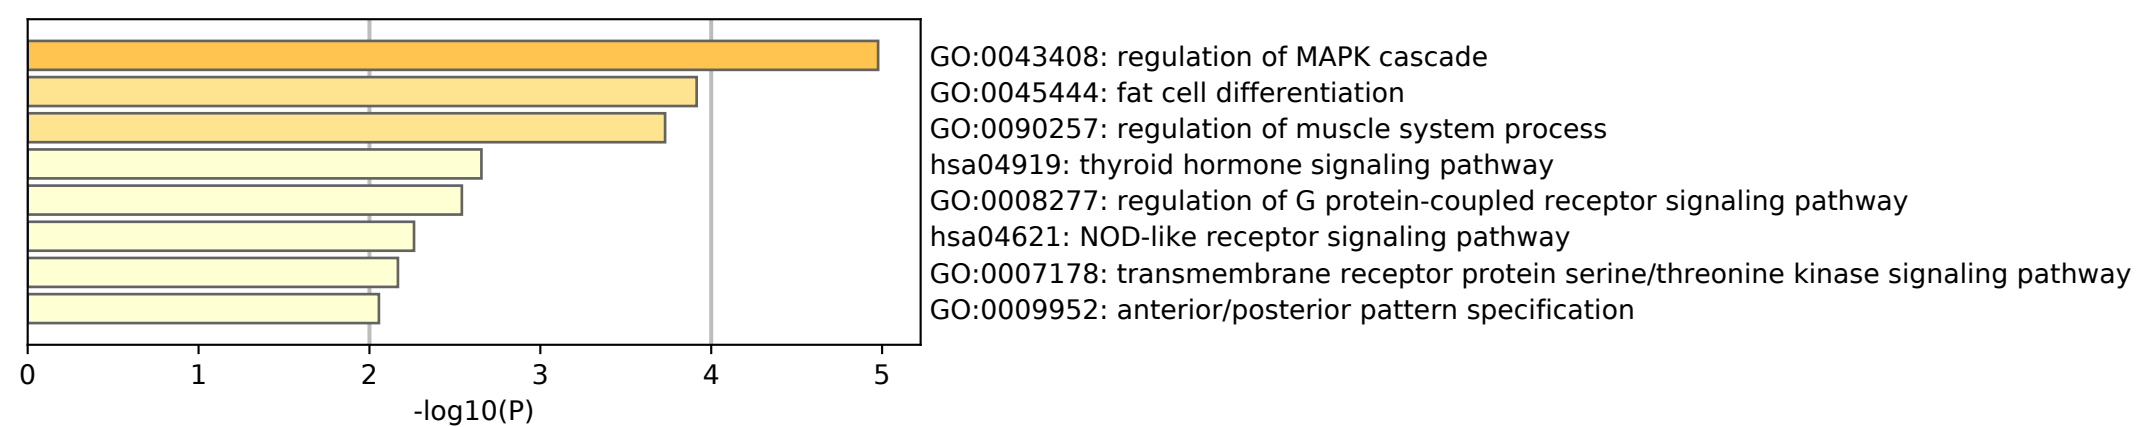 GO:0043408: regulation of MAPK cascade
GO:0045444: fat cell differentiation
GO:0090257: regulation of muscle system process
hsa04919: thyroid hormone signaling pathway
GO:0008277: regulation of G protein-coupled receptor signaling pathway
hsa04621: NOD-like receptor signaling pathway
GO:0007178: transmembrane receptor protein serine/threonine kinase signaling pathway
GO:0009952: anterior/posterior pattern specification
0 1 2 3 4 5
-log10(P)